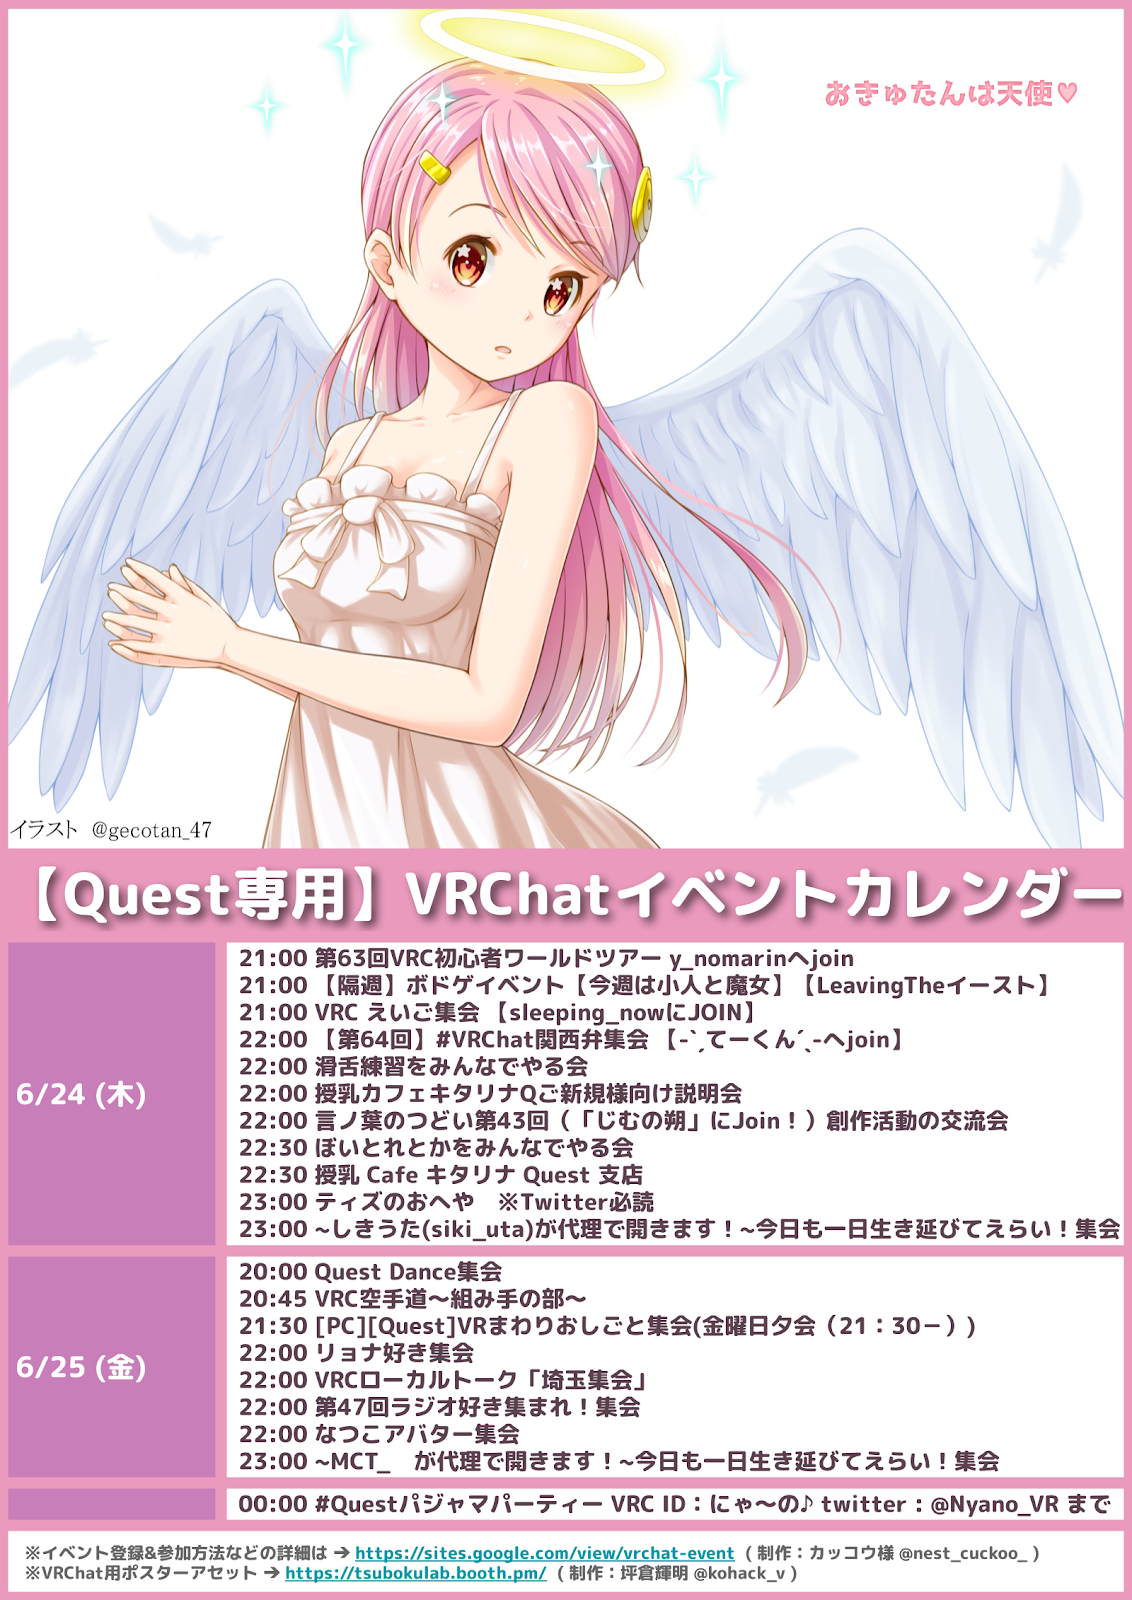 おきゅたんは天使♥
イラスト @gecotan_47
【Quest専用】VRChatイベントカレンダー
6/24 (木)
21:00 第63回VRC初心者ワールドツアー y_nomarinへjoin
21:00 【隔週】ボドゲイベント【今週は小人と魔女】【LeavingTheイースト】
21:00 VRC えいご集会 【sleeping_nowにJOIN】
22:00 【第64回】#VRChat関西弁集会 【-`ˏてーくんˊˎ-へjoin】
22:00 滑舌練習をみんなでやる会
22:00 授乳カフェキタリナQご新規様向け説明会
22:00 言ノ葉のつどい第43回（「じむの朔」にJoin！）創作活動の交流会
22:30 ぼいとれとかをみんなでやる会
22:30 授乳 Cafe キタリナ Quest 支店
23:00 ティズのおへや　※Twitter必読
23:00 ~しきうた(siki_uta)が代理で開きます！~今日も一日生き延びてえらい！集会
6/25 (金)
20:00 Quest Dance集会
20:45 VRC空手道～組み手の部～
21:30 [PC][Quest]VRまわりおしごと集会(金曜日夕会（21：30－）)
22:00 リョナ好き集会
22:00 VRCローカルトーク「埼玉集会」
22:00 第47回ラジオ好き集まれ！集会
22:00 なつこアバター集会
23:00 ~MCT_　が代理で開きます！~今日も一日生き延びてえらい！集会
00:00 #Questパジャマパーティー VRC ID：にゃ～の♪ twitter：@Nyano_VR まで
※イベント登録&参加方法などの詳細は → https://sites.google.com/view/vrchat-event （ 制作：カッコウ様 @nest_cuckoo_ ）
※VRChat用ポスターアセット → https://tsubokulab.booth.pm/ （ 制作：坪倉輝明 @kohack_v ）